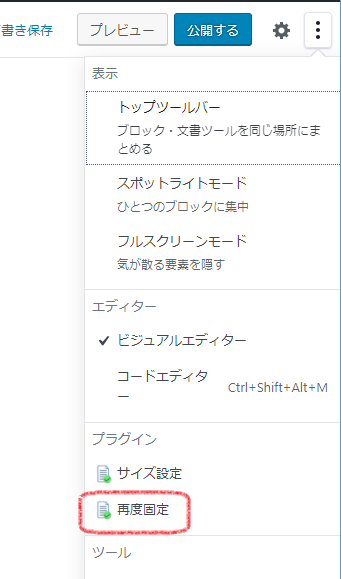 書き保存 プレビュー 公開する
表示
トップツールバー
ブロック・文書ツールを同じ場所にま
とめる
スポットライトモード
ひとつのブロックに集中
フルスクリーンモード
気が散る要素を隠す
エディター
ビジュアルエディター
コードエディタ
ー Ctrl+Shift+Alt+M
プラグイン
サイズ設定
再度固定
ツール